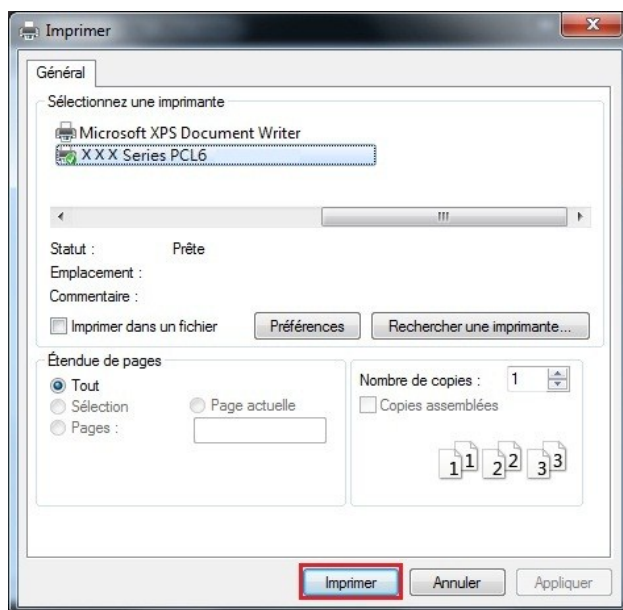 Imprimer
Général
Sélectionnez une imprimante
Microsoft XPS Document Writer
X X X Series PCL6
Statut : Prête
Emplacement :
Commentaire :
Imprimer dans un fichier Préférences Rechercher une imprimante...
Étendue de pages
Tout
Sélection Page actuelle
Pages :
Nombre de copies : 1
Copies assemblées
1 1 2 2 3 3
Imprimer Annuler Appliquer